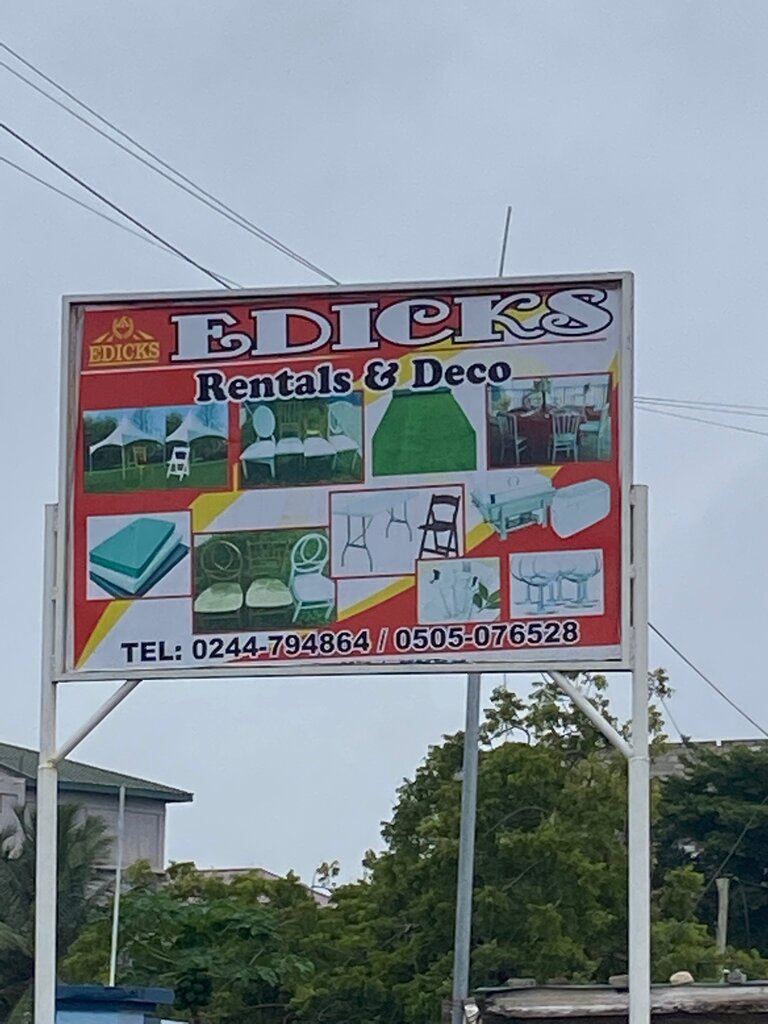 EDICKS
EDICKS
Rentals & Deco
TEL: 0244-794864 / 0505-076528